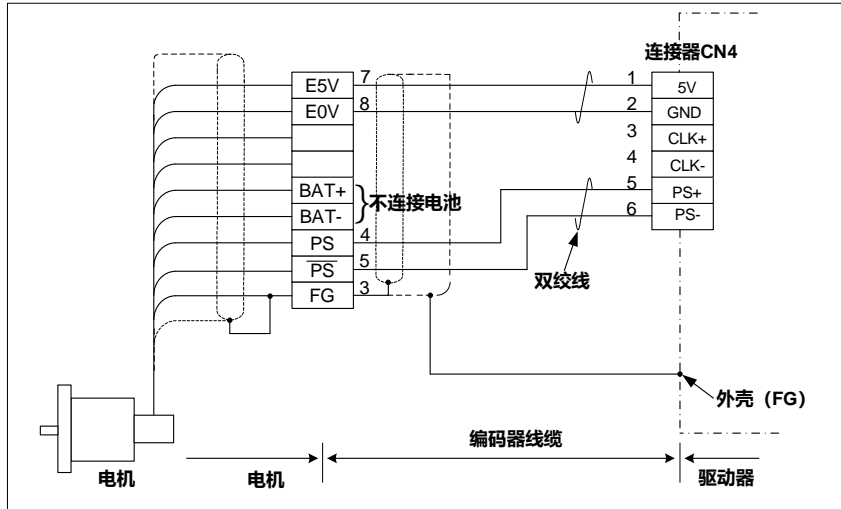 连接器CN4
E5V 7 1 5V
E0V 8 2 GND
3 CLK+
4 CLK-
BAT+ 5 PS+
不连接电池
BAT- 6 PS-
PS 4
PS 5
双绞线
FG 3
外壳（FG）
编码器线缆
电机 电机 驱动器